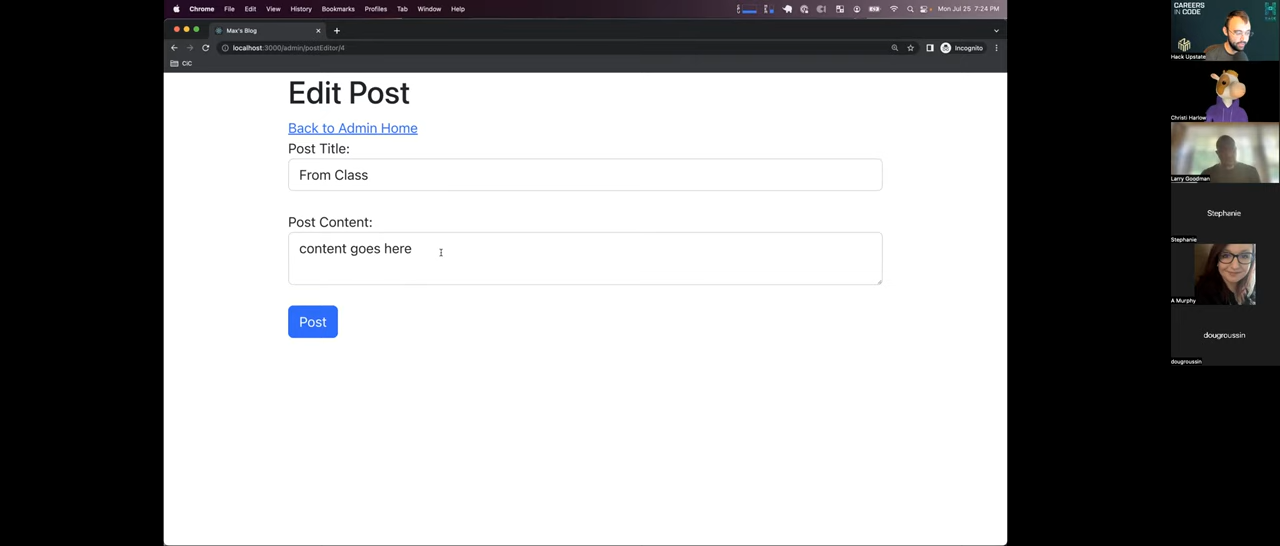 Chrome File Edit View History Bookmarks Profiles Tab Window Help
Mon Jul 25 7:24 PM
Max's Blog
localhost:3000/admin/postEditor/4
Incognito
CiC
Edit Post
Back to Admin Home
Post Title:
From Class
Post Content:
content goes here
Post
CAREERS
IN CODE
Hack Upstate
Christi Harlow
Larry Goodman
Stephanie
Stephanie
A Murphy
dougroussin
dougroussin